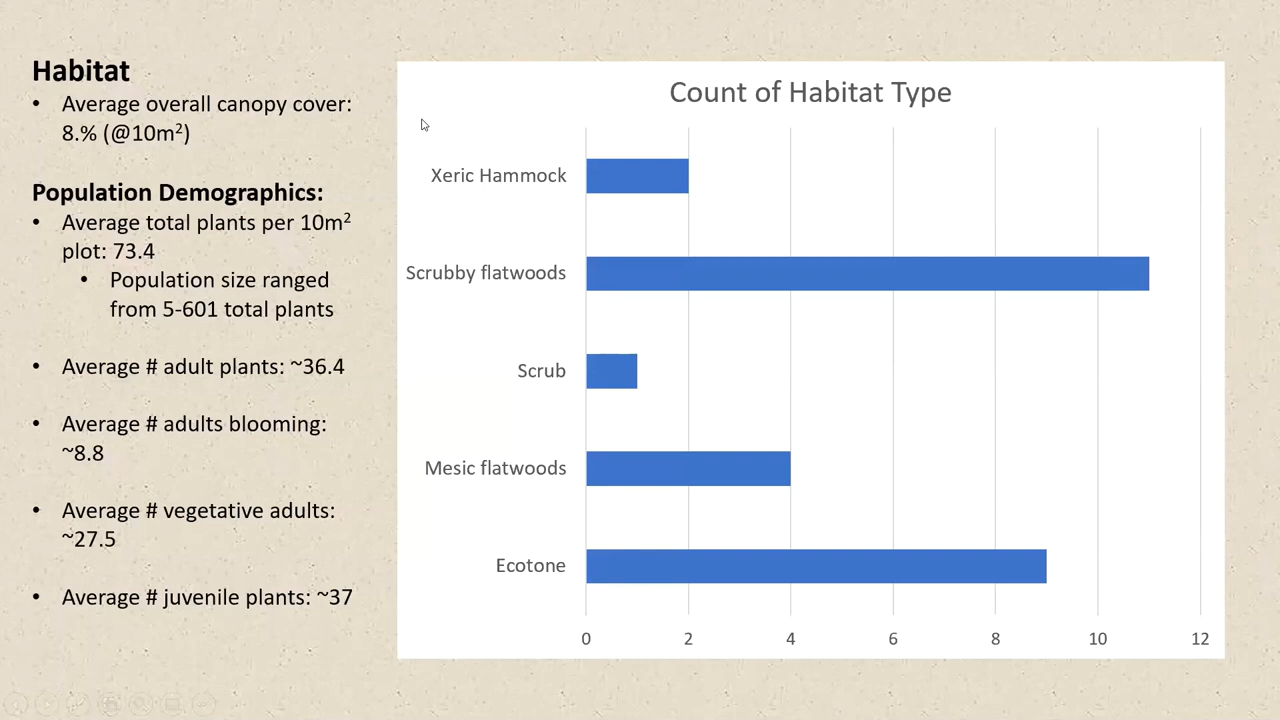 Habitat
• Average overall canopy cover:
8.% (@10m²)
Population Demographics:
• Average total plants per 10m²
plot: 73.4
• Population size ranged
from 5-601 total plants
• Average # adult plants: ~36.4
• Average # adults blooming:
~8.8
• Average # vegetative adults:
~27.5
• Average # juvenile plants: ~37
Count of Habitat Type
Xeric Hammock
Scrubby flatwoods
Scrub
Mesic flatwoods
Ecotone
0 2 4 6 8 10 12